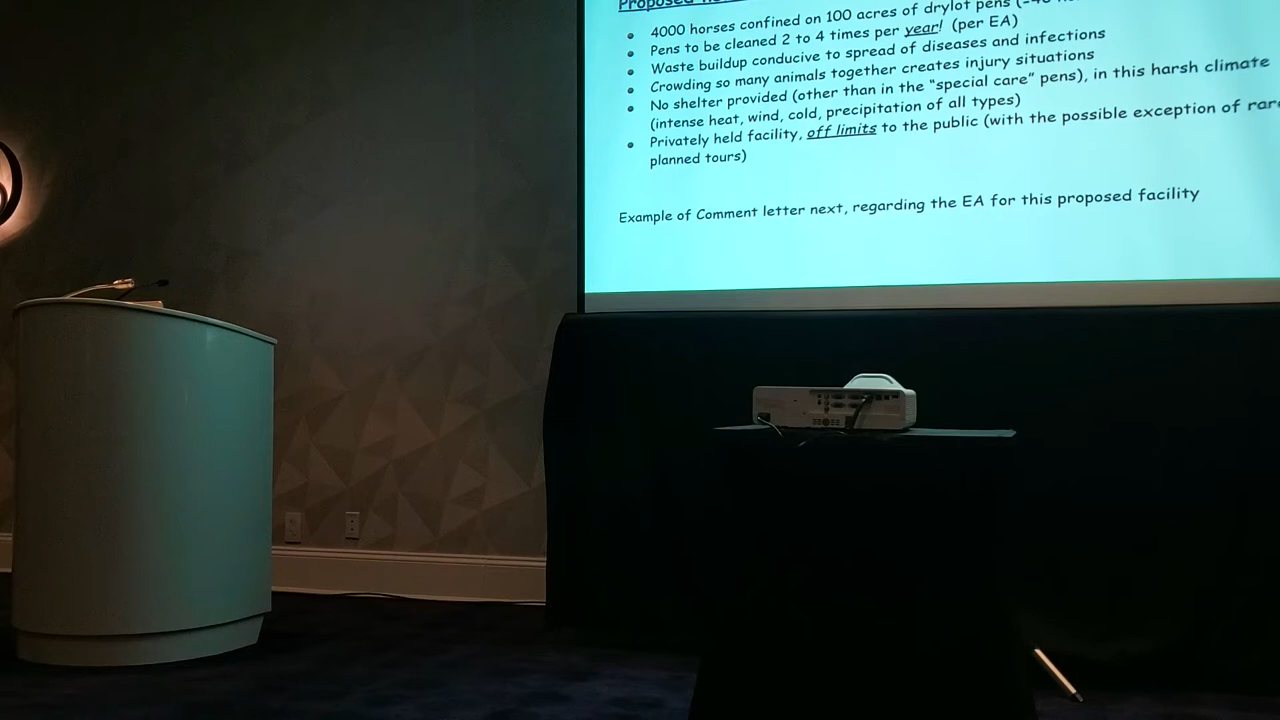 Proposed
4000 horses confined on 100 acres of drylot pens
Pens to be cleaned 2 to 4 times per year! (per EA)
Waste buildup conducive to spread of diseases and infections
Crowding so many animals together creates injury situations
No shelter provided (other than in the “special care” pens), in this harsh climate
(intense heat, wind, cold, precipitation of all types)
Privately held facility, off limits to the public (with the possible exception of rare
planned tours)
Example of Comment letter next, regarding the EA for this proposed facility